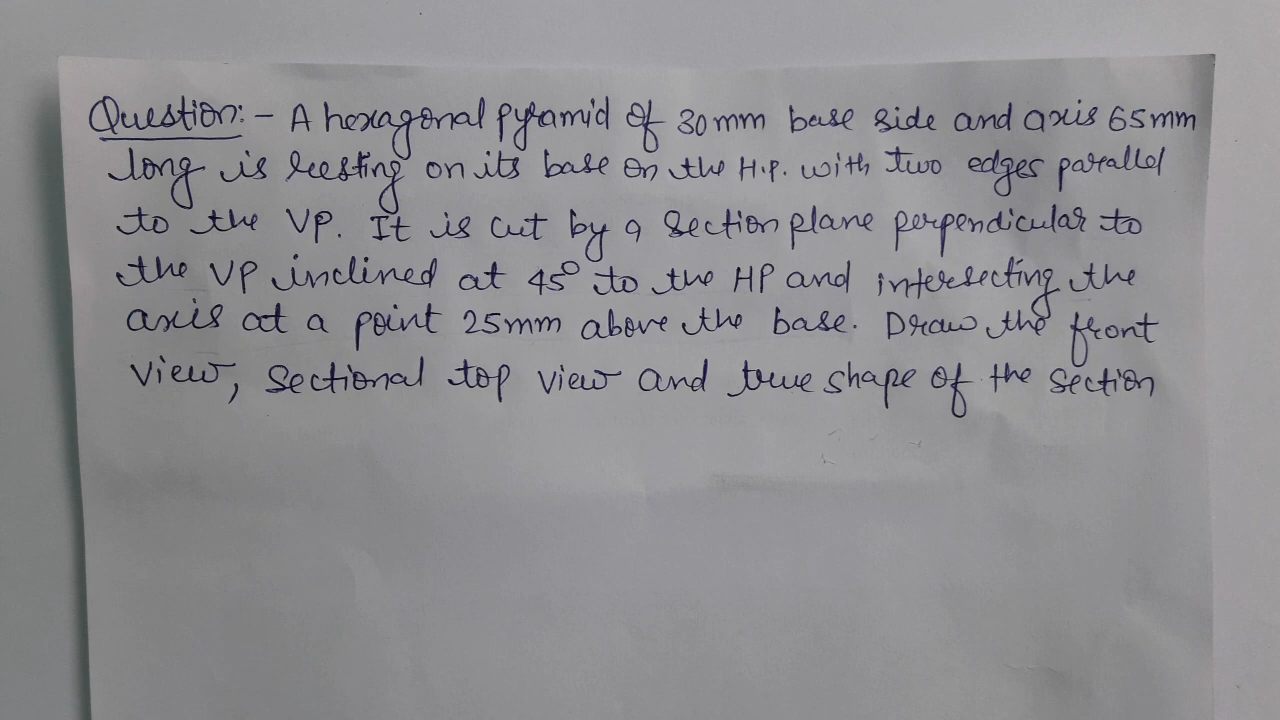 Question:- A hexagonal pyramid of 30mm base side and axis 65mm
long is resting on its base on the H.P. with two edges parallel
to the VP. It is cut by a section plane perpendicular to
the VP inclined at 45° to the HP and intersecting the
axis at a point 25mm above the base. Draw the front
view, sectional top view and true shape of the section